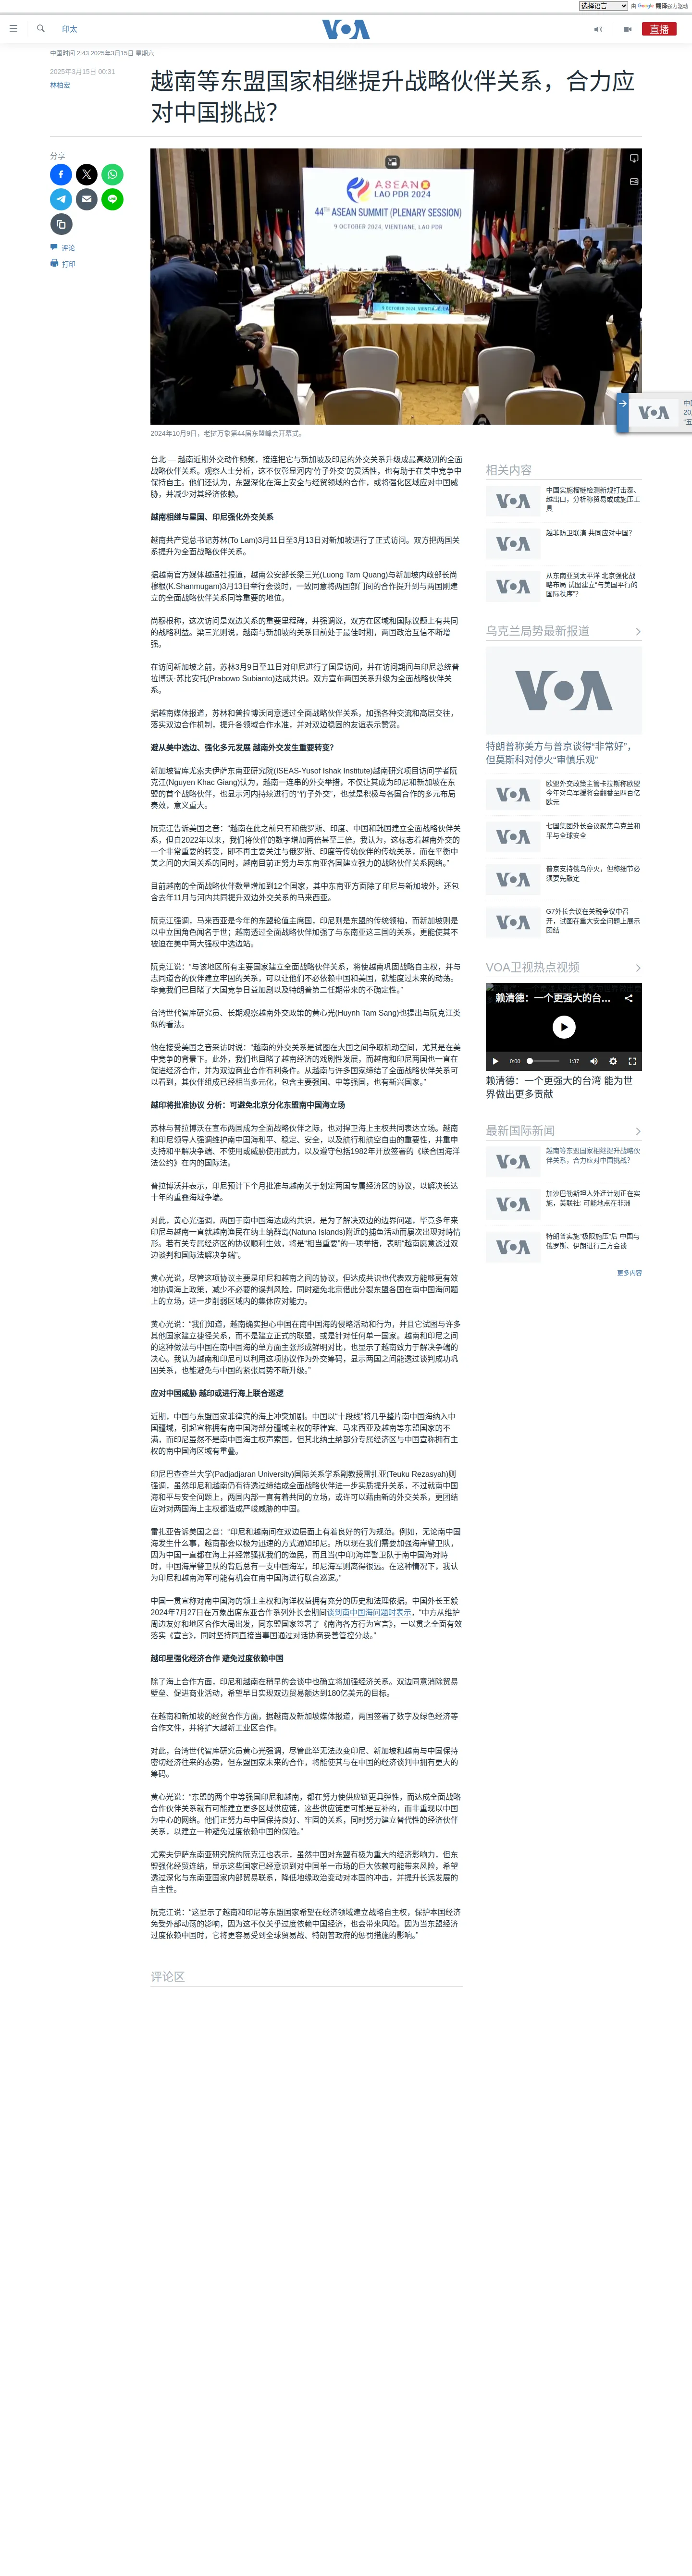 选择语言
由 Google 翻译强力驱动
印太
VOA
直播
中国时间 2:43 2025年3月15日 星期六
2025年3月15日 00:31
林柏宏
越南等东盟国家相继提升战略伙伴关系，合力应
对中国挑战？
分享
评论
打印
ASEAN
LAO PDR 2024
44TH ASEAN SUMMIT (PLENARY SESSION)
9 OCTOBER 2024, VIENTIANE, LAO PDR
2024年10月9日，老挝万象第44届东盟峰会开幕式。
台北 — 越南近期外交动作频频，接连把它与新加坡及印尼的外交关系升级成最高级别的全面
战略伙伴关系。观察人士分析，这不仅彰显河内"竹子外交"的灵活性，也有助于在美中竞争中
保持自主。他们还认为，东盟深化在海上安全与经贸领域的合作，或将强化区域应对中国威
胁，并减少对其经济依赖。
越南相继与星国、印尼强化外交关系
越南共产党总书记苏林(To Lam)3月11日至3月13日对新加坡进行了正式访问。双方把两国关
系提升为全面战略伙伴关系。
据越南官方媒体越通社报道，越南公安部长梁三光(Luong Tam Quang)与新加坡内政部长尚
穆根(K.Shanmugam)3月13日举行会谈时，一致同意将两国部门间的合作提升到与两国刚建
立的全面战略伙伴关系同等重要的地位。
尚穆根称，这次访问是双边关系的重要里程碑，并强调说，双方在区域和国际议题上有共同
的战略利益。梁三光则说，越南与新加坡的关系目前处于最佳时期，两国政治互信不断增
强。
在访问新加坡之前，苏林3月9日至11日对印尼进行了国是访问，并在访问期间与印尼总统普
拉博沃·苏比安托(Prabowo Subianto)达成共识。双方宣布两国关系升级为全面战略伙伴关
系。
据越南媒体报道，苏林和普拉博沃同意透过全面战略伙伴关系，加强各种交流和高层交往，
落实双边合作机制，提升各领域合作水准，并对双边稳固的友谊表示赞赏。
避从美中选边、强化多元发展 越南外交发生重要转变？
新加坡智库尤索夫伊萨东南亚研究院(ISEAS-Yusof Ishak Institute)越南研究项目访问学者阮
克江(Nguyen Khac Giang)认为，越南一连串的外交举措，不仅让其成为印尼和新加坡在东
盟的首个战略伙伴，也显示河内持续进行的"竹子外交"，也就是积极与各国合作的多元布局
奏效，意义重大。
阮克江告诉美国之音："越南在此之前只有和俄罗斯、印度、中国和韩国建立全面战略伙伴关
系，但自2022年以来，我们将伙伴的数字增加两倍甚至三倍。我认为，这标志着越南外交的
一个非常重要的转变，即不再主要关注与俄罗斯、印度等传统伙伴的传统关系，而在平衡中
美之间的大国关系的同时，越南目前正努力与东南亚各国建立强力的战略伙伴关系网络。"
目前越南的全面战略伙伴数量增加到12个国家，其中东南亚方面除了印尼与新加坡外，还包
含去年11月与河内共同提升双边外交关系的马来西亚。
阮克江强调，马来西亚是今年的东盟轮值主席国，印尼则是东盟的传统领袖，而新加坡则是
以中立国角色闻名于世；越南透过全面战略伙伴加强了与东南亚这三国的关系，更能使其不
被迫在美中两大强权中选边站。
阮克江说："与该地区所有主要国家建立全面战略伙伴关系，将使越南巩固战略自主权，并与
志同道合的伙伴建立牢固的关系，可以让他们不必依赖中国和美国，就能度过未来的动荡。
毕竟我们已目睹了大国竞争日益加剧以及特朗普第二任期带来的不确定性。"
台湾世代智库研究员、长期观察越南外交政策的黄心光(Huynh Tam Sang)也提出与阮克江类
似的看法。
他在接受美国之音采访时说："越南的外交关系是试图在大国之间争取机动空间，尤其是在美
中竞争的背景下。此外，我们也目睹了越南经济的戏剧性发展，而越南和印尼两国也一直在
促进经济合作，并为双边商业合作有利条件。从越南与许多国家缔结了全面战略伙伴关系可
以看到，其伙伴组成已经相当多元化，包含主要强国、中等强国，也有新兴国家。"
越印将批准协议 分析：可避免北京分化东盟南中国海立场
苏林与普拉博沃在宣布两国成为全面战略伙伴之际，也对捍卫海上主权共同表达立场。越南
和印尼领导人强调维护南中国海和平、稳定、安全，以及航行和航空自由的重要性，并重申
支持和平解决争端、不使用或威胁使用武力，以及遵守包括1982年开放签署的《联合国海洋
法公约》在内的国际法。
普拉博沃并表示，印尼预计下个月批准与越南关于划定两国专属经济区的协议，以解决长达
十年的重叠海域争端。
对此，黄心光强调，两国于南中国海达成的共识，是为了解决双边的边界问题，毕竟多年来
印尼与越南一直就越南渔民在纳土纳群岛(Natuna Islands)附近的捕鱼活动而屡次出现对峙情
形。若有关专属经济区的协议顺利生效，将是"相当重要"的一项举措，表明"越南愿意透过双
边谈判和国际法解决争端"。
黄心光说，尽管这项协议主要是印尼和越南之间的协议，但达成共识也代表双方能够更有效
地协调海上政策，减少不必要的误判风险，同时避免北京借此分裂东盟各国在南中国海问题
上的立场，进一步削弱区域内的集体应对能力。
黄心光说："我们知道，越南确实担心中国在南中国海的侵略活动和行为，并且它试图与许多
其他国家建立捷径关系，而不是建立正式的联盟，或是针对任何单一国家。越南和印尼之间
的这种做法与中国在南中国海的单方面主张形成鲜明对比，也显示了越南致力于解决争端的
决心。我认为越南和印尼可以利用这项协议作为外交筹码，显示两国之间能透过谈判成功巩
固关系，也能避免与中国的紧张局势不断升级。"
应对中国威胁 越印或进行海上联合巡逻
近期，中国与东盟国家菲律宾的海上冲突加剧。中国以"十段线"将几乎整片南中国海纳入中
国疆域，引起宣称拥有南中国海部分疆域主权的菲律宾、马来西亚及越南等东盟国家的不
满，而印尼虽然不是南中国海主权声索国，但其北纳土纳部分专属经济区与中国宣称拥有主
权的南中国海区域有重叠。
印尼巴查查兰大学(Padjadjaran University)国际关系学系副教授雷扎亚(Teuku Rezasyah)则
强调，虽然印尼和越南仍有待透过缔结成全面战略伙伴进一步实质提升关系，不过就南中国
海和平与安全问题上，两国内部一直有着共同的立场，或许可以藉由新的外交关系，更团结
应对对两国海上主权都造成严峻威胁的中国。
雷扎亚告诉美国之音："印尼和越南间在双边层面上有着良好的行为规范。例如，无论南中国
海发生什么事，越南都会以极为迅速的方式通知印尼。所以现在我们需要加强海岸警卫队，
因为中国一直都在海上并经常骚扰我们的渔民，而且当(中印)海岸警卫队于南中国海对峙
时，中国海岸警卫队的背后总有一支中国海军，印尼海军则离得很远。在这种情况下，我认
为印尼和越南海军可能有机会在南中国海进行联合巡逻。"
中国一贯宣称对南中国海的领土主权和海洋权益拥有充分的历史和法理依据。中国外长王毅
2024年7月27日在万象出席东亚合作系列外长会期间谈到南中国海问题时表示，"中方从维护
周边友好和地区合作大局出发，同东盟国家签署了《南海各方行为宣言》，一以贯之全面有效
落实《宣言》，同时坚持同直接当事国通过对话协商妥善管控分歧。"
越印星强化经济合作 避免过度依赖中国
除了海上合作方面，印尼和越南在稍早的会谈中也确立将加强经济关系。双边同意消除贸易
壁垒、促进商业活动，希望早日实现双边贸易额达到180亿美元的目标。
在越南和新加坡的经贸合作方面，据越南及新加坡媒体报道，两国签署了数字及绿色经济等
合作文件，并将扩大越新工业区合作。
对此，台湾世代智库研究员黄心光强调，尽管此举无法改变印尼、新加坡和越南与中国保持
密切经济往来的态势，但东盟国家未来的合作，将能使其与在中国的经济谈判中拥有更大的
筹码。
黄心光说："东盟的两个中等强国印尼和越南，都在努力使供应链更具弹性，而达成全面战略
合作伙伴关系就有可能建立更多区域供应链，这些供应链更可能是互补的，而非重现以中国
为中心的网络。他们正努力与中国保持良好、牢固的关系，同时努力建立替代性的经济伙伴
关系，以建立一种避免过度依赖中国的保险。"
尤索夫伊萨东南亚研究院的阮克江也表示，虽然中国对东盟有极为重大的经济影响力，但东
盟强化经贸连结，显示这些国家已经意识到对中国单一市场的巨大依赖可能带来风险，希望
透过深化与东南亚国家内部贸易联系，降低地缘政治变动对本国的冲击，并提升长远发展的
自主性。
阮克江说："这显示了越南和印尼等东盟国家希望在经济领域建立战略自主权，保护本国经济
免受外部动荡的影响，因为这不仅关乎过度依赖中国经济，也会带来风险。因为当东盟经济
过度依赖中国时，它将更容易受到全球贸易战、特朗普政府的惩罚措施的影响。"
评论区
VOA
中国
20
"五
相关内容
VOA
中国实施榴梿检测新规打击泰、
越出口，分析称贸易或成施压工
具
VOA
越菲防卫联演 共同应对中国？
VOA
从东南亚到太平洋 北京强化战
略布局 试图建立"与美国平行的
国际秩序"？
乌克兰局势最新报道
VOA
特朗普称美方与普京谈得"非常好"，
但莫斯科对停火"审慎乐观"
VOA
欧盟外交政策主管卡拉斯称欧盟
今年对乌军援将会翻番至四百亿
欧元
VOA
七国集团外长会议聚焦乌克兰和
平与全球安全
VOA
普京支持俄乌停火，但称细节必
须要先敲定
VOA
G7外长会议在关税争议中召
开，试图在重大安全问题上展示
团结
VOA卫视热点视频
赖清德：一个更强大的台...
0:00
1:37
赖清德：一个更强大的台湾 能为世
界做出更多贡献
最新国际新闻
VOA
越南等东盟国家相继提升战略伙
伴关系，合力应对中国挑战？
VOA
加沙巴勒斯坦人外迁计划正在实
施，美联社: 可能地点在非洲
VOA
特朗普实施"极限施压"后 中国与
俄罗斯、伊朗进行三方会谈
更多内容